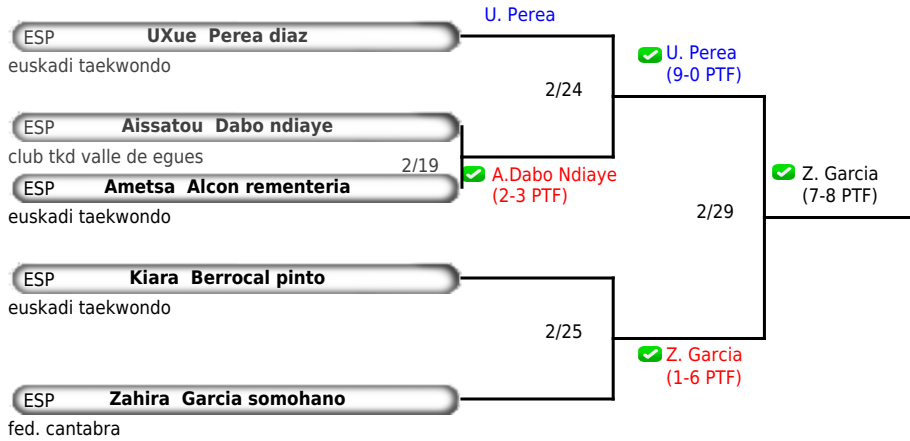 U. Perea
ESP UXue Perea diaz
euskadi taekwondo
U. Perea
(9-0 PTF)
2/24
ESP Aissatou Dabo ndiaye
club tkd valle de egues
2/19
A.Dabo Ndiaye
(2-3 PTF)
ESP Ametsa Alcon rementeria
euskadi taekwondo
Z. Garcia
(7-8 PTF)
2/29
ESP Kiara Berrocal pinto
euskadi taekwondo
2/25
Z. Garcia
(1-6 PTF)
ESP Zahira Garcia somohano
fed. cantabra